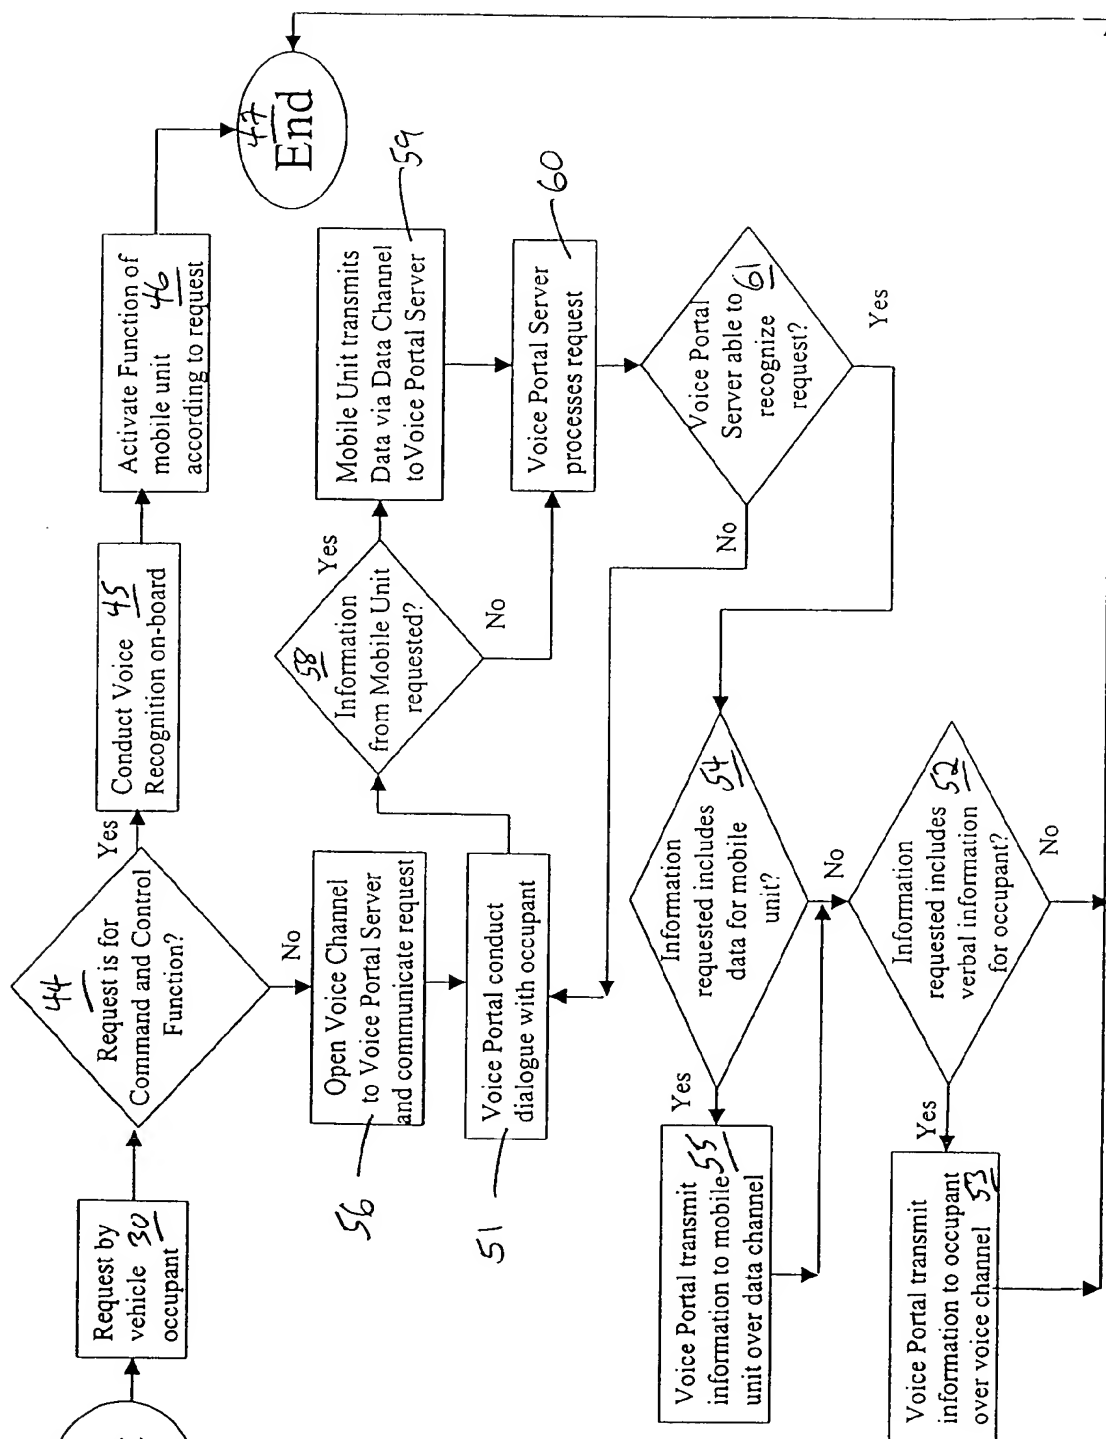 Request by
vehicle 30
occupant
44
Request is for
Command and Control
Function?
Yes
No
Conduct Voice 45
Recognition on-board
Activate Function of
mobile unit 46
according to request
47
End
Open Voice Channel
to Voice Portal Server
and communicate request
56
Voice Portal conduct
dialogue with occupant
51
58
Information
from Mobile Unit
requested?
Yes
No
Mobile Unit transmits
Data via Data Channel
toVoice Portal Server
59
Voice Portal Server
processes request
60
Voice Portal
Server able to 61
recognize
request?
No
Yes
Information
requested includes 54
data for mobile
unit?
Yes
No
Voice Portal transmit
information to mobile 55
unit over data channel
Information
requested includes 52
verbal information
for occupant?
Yes
No
Voice Portal transmit
information to occupant
over voice channel 53